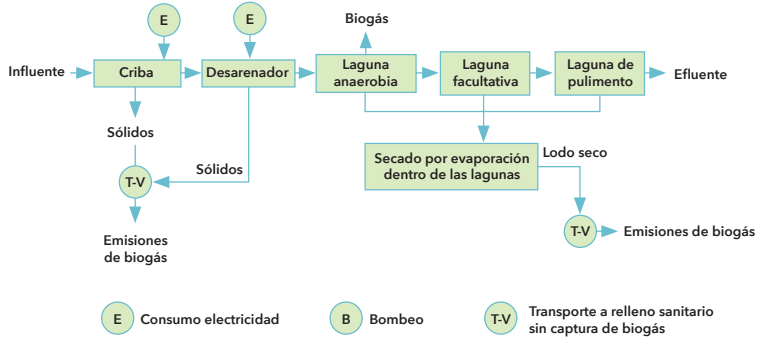 Biogás
E
E
Influente
Criba
Desarenador
Laguna
anaerobia
Laguna
facultativa
Laguna de
pulimento
Efluente
Sólidos
Sólidos
T-V
Emisiones
de biogás
Secado por evaporación
dentro de las lagunas
Lodo seco
T-V
Emisiones de biogás
E
Consumo electricidad
B
Bombeo
T-V
Transporte a relleno sanitario
sin captura de biogás